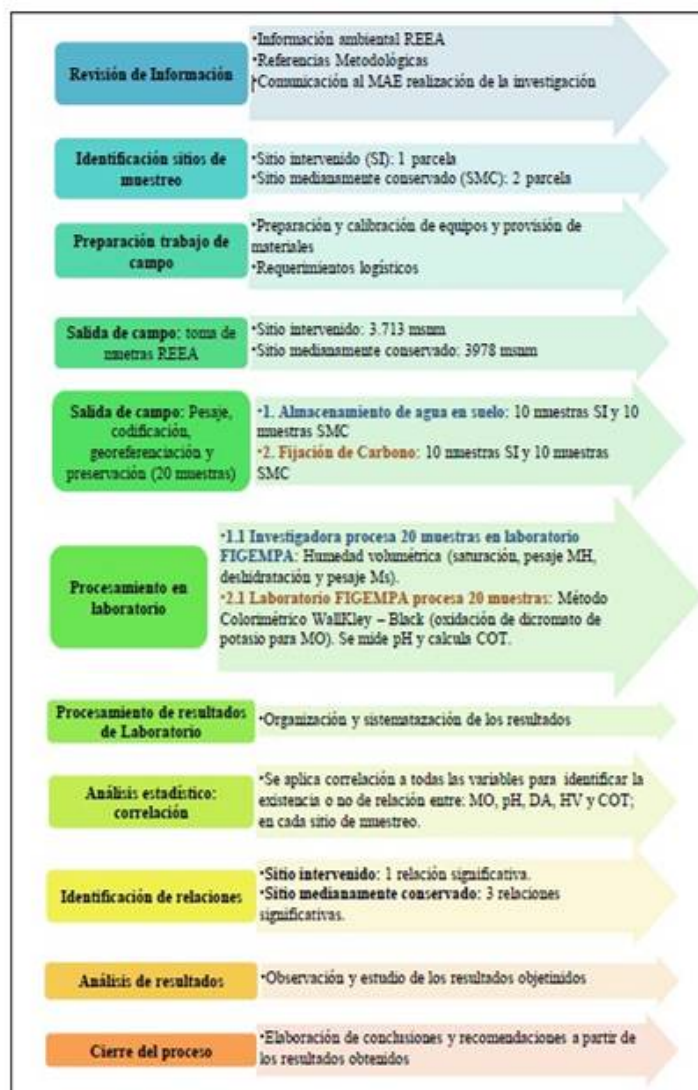 Revisión de Información
•Información ambiental REEA
•Referencias Metodológicas
•Comunicación al MAE realización de la investigación
Identificación sitios de
muestreo
•Sitio intervenido (SI): 1 parcela
•Sitio medianamente conservado (SMC): 2 parcela
Preparación trabajo de
campo
•Preparación y calibración de equipos y provisión de
materiales
•Requerimientos logísticos
Salida de campo: toma de
muetras REEA
•Sitio intervenido: 3.713 msnm
•Sitio medianamente conservado: 3978 msnm
Salida de campo: Pesaje,
codificación,
georeferenciación y
preservación (20 muestras)
•1. Almacenamiento de agua en suelo: 10 muestras SI y 10
muestras SMC
•2. Fijación de Carbono: 10 muestras SI y 10 muestras
SMC
Procesamiento en
laboratorio
•1.1 Investigadora procesa 20 muestras en laboratorio
FIGEMPA: Humedad volumétrica (saturación, pesaje MH,
deshidratación y pesaje Ms).
•2.1 Laboratorio FIGEMPA procesa 20 muestras: Método
Colorimétrico WallKley – Black (oxidación de dicromato de
potasio para MO). Se mide pH y calcula COT.
Procesamiento de resultados
de Laboratorio
•Organización y sistematazación de los resultados
Análisis estadístico:
correlación
•Se aplica correlación a todas las variables para identificar la
existencia o no de relación entre: MO, pH, DA, HV y COT;
en cada sitio de muestreo.
Identificación de relaciones
•Sitio intervenido: 1 relación significativa.
•Sitio medianamente conservado: 3 relaciones
significativas.
Análisis de resultados
•Observación y estudio de los resultados objetinidos
Cierre del proceso
•Elaboración de conclusiones y recomendaciones a partir de
los resultados obtenidos